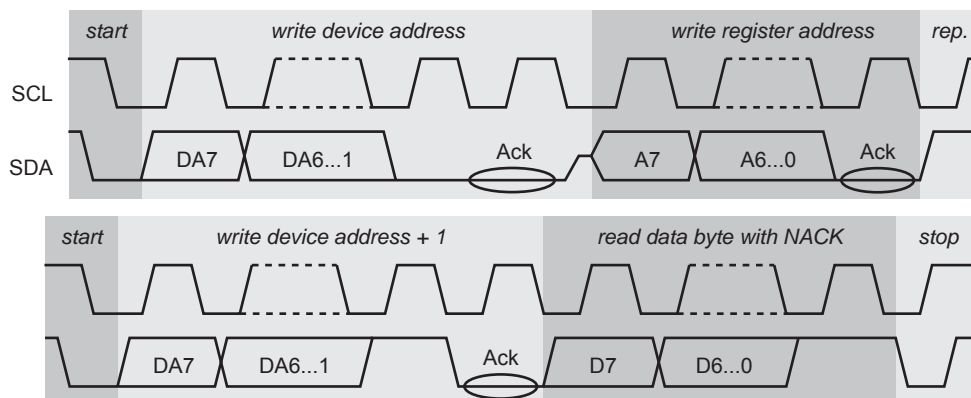 start write device address write register address rep.
SCL
SDA DA7 DA6...1 Ack A7 A6...0 Ack
start write device address + 1 read data byte with NACK stop
DA7 DA6...1 Ack D7 D6...0